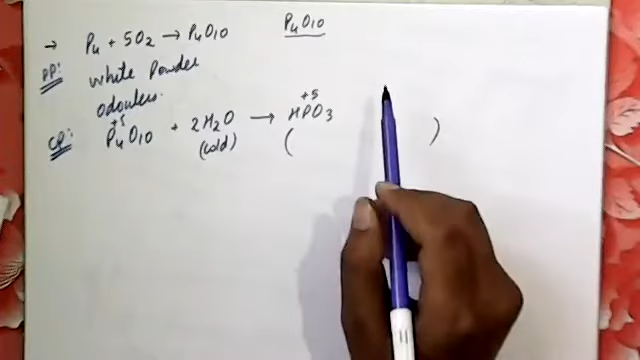 P4O10
→ P4 + 5O2 → P4O10
PP: White Powder
odourless.
+5 +5
CP: P4O10 + 2H2O → HPO3
(cold) ( )